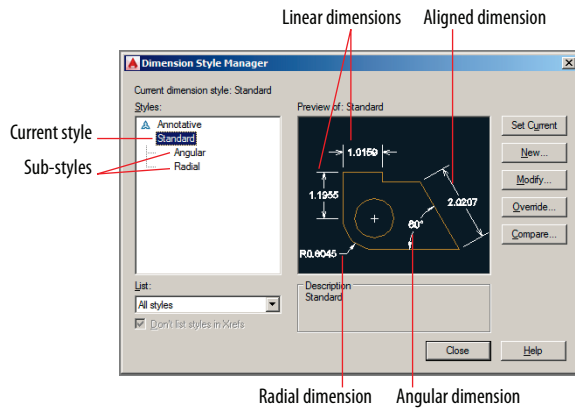 Linear dimensions
Aligned dimension
Dimension Style Manager
Current dimension style: Standard
Styles:
Preview of: Standard
Current style
Sub-styles
Annotative
Standard
Angular
Radial
1.0159
1.1955
2.0207
60°
R0.8045
Set Current
New...
Modify...
Override...
Compare...
List:
All styles
Don't list styles in Xrefs
Description
Standard
Close
Help
Radial dimension
Angular dimension